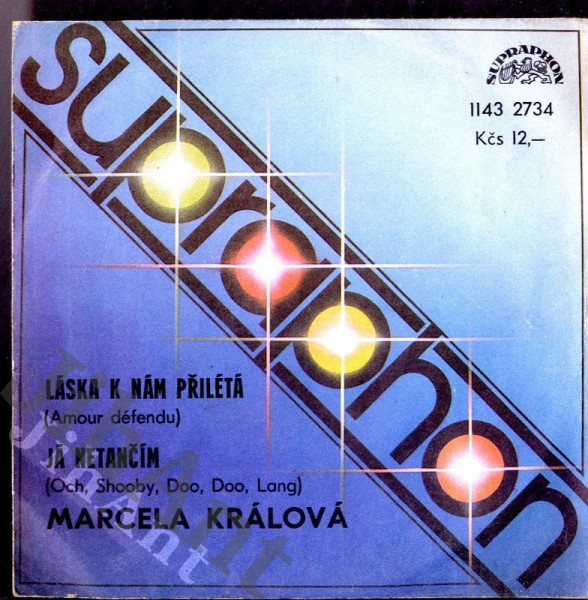 SUPRAPHON
1143 2734
Kčs 12,—
supraphon
LÁSKA K NÁM PŘILÉTÁ
(Amour défendu)
JÁ NETANČÍM
(Och, Shooby, Doo, Doo, Lang)
MARCELA KRÁLOVÁ